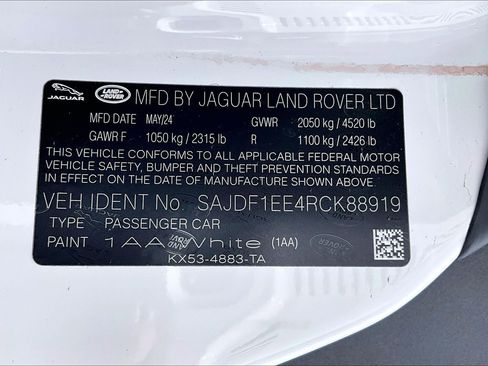 JAGUAR LAND ROVER MFD BY JAGUAR LAND ROVER LTD
MFD DATE MAY/24 GVWR 2050 kg / 4520 lb
GAWR F 1050 kg / 2315 lb R 1100 kg / 2426 lb
THIS VEHICLE CONFORMS TO ALL APPLICABLE FEDERAL MOTOR
VEHICLE SAFETY, BUMPER AND THEFT PREVENTION STANDARDS
IN EFFECT ON THE DATE OF MANUFACTURE SHOWN ABOVE.
VEH IDENT No. SAJDF1EE4RCK88919
TYPE PASSENGER CAR
PAINT 1AA White (1AA)
KX53-4883-TA